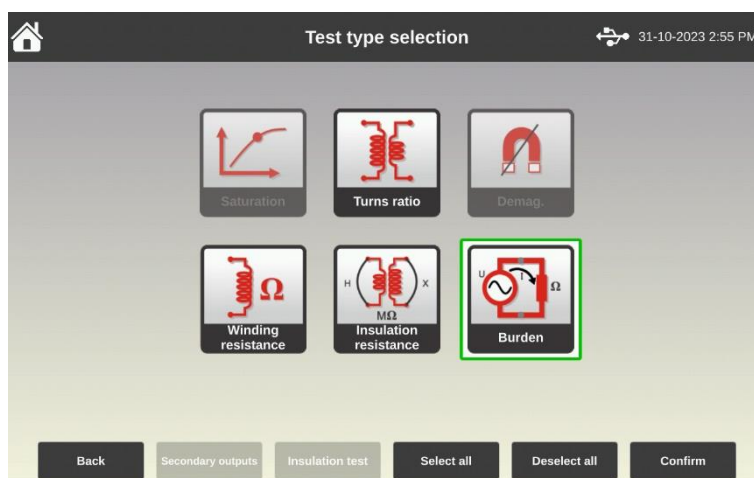 Test type selection
31-10-2023 2:55 PM
Saturation
Turns ratio
Demag.
Ω
H
X
MΩ
U
I
Ω
Winding
resistance
Insulation
resistance
Burden
Back
Secondary outputs
Insulation test
Select all
Deselect all
Confirm